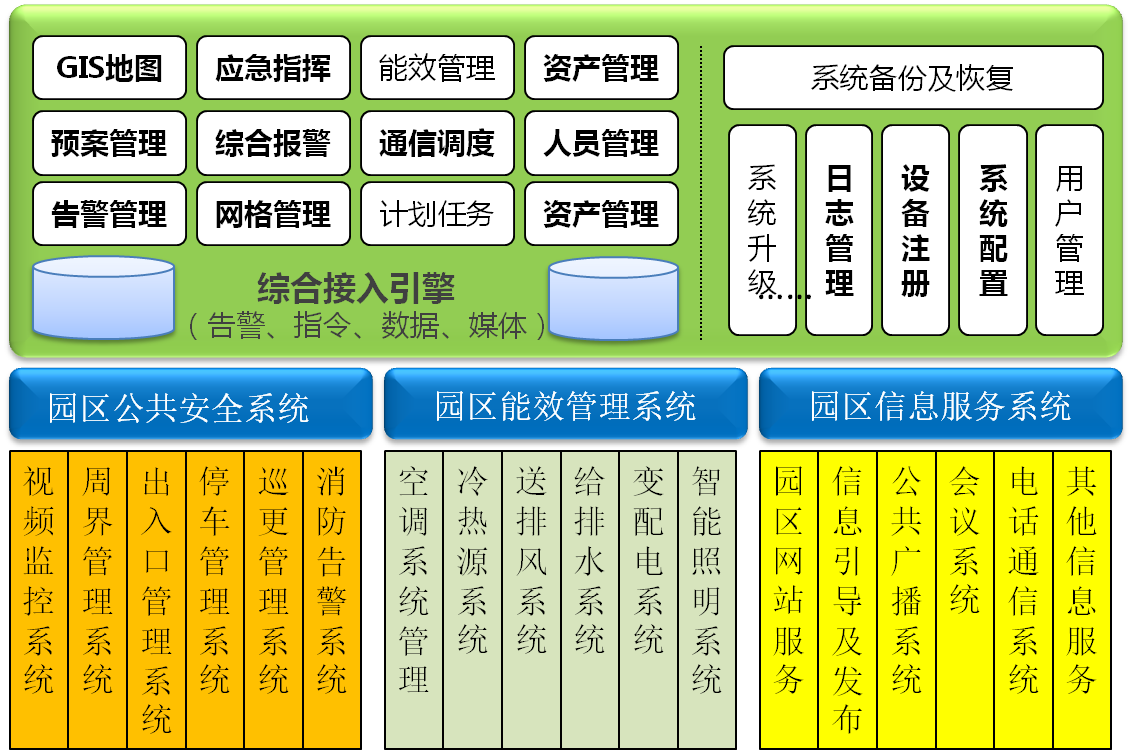 GIS地图
应急指挥
能效管理
资产管理
预案管理
综合报警
通信调度
人员管理
告警管理
网格管理
计划任务
资产管理
综合接入引擎
（告警、指令、数据、媒体）
系统备份及恢复
系统升级
……
日志管理
设备注册
系统配置
用户管理
园区公共安全系统
园区能效管理系统
园区信息服务系统
视频监控系统
周界管理系统
出入口管理系统
停车管理系统
巡更管理系统
消防告警系统
空调系统管理
冷热源系统
送排风系统
给排水系统
变配电系统
智能照明系统
园区网站服务
信息引导及发布
公共广播系统
会议系统
电话通信系统
其他信息服务